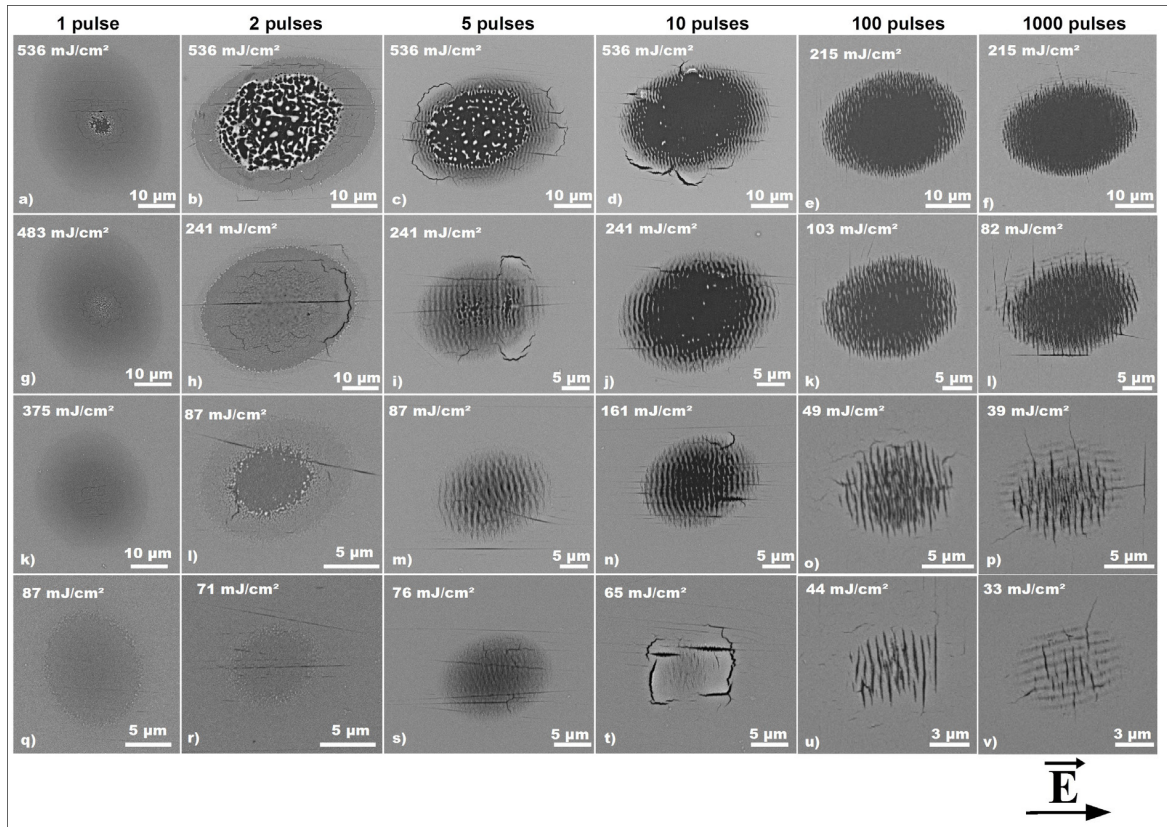 1 pulse 2 pulses 5 pulses 10 pulses 100 pulses 1000 pulses
536 mJ/cm² 536 mJ/cm² 536 mJ/cm² 536 mJ/cm² 215 mJ/cm² 215 mJ/cm²
10 µm 10 µm 10 µm 10 µm 10 µm 10 µm
a) b) c) d) e) f)
483 mJ/cm² 241 mJ/cm² 241 mJ/cm² 241 mJ/cm² 103 mJ/cm² 82 mJ/cm²
10 µm 10 µm 5 µm 5 µm 5 µm 5 µm
g) h) i) j) k) l)
375 mJ/cm² 87 mJ/cm² 87 mJ/cm² 161 mJ/cm² 49 mJ/cm² 39 mJ/cm²
10 µm 5 µm 5 µm 5 µm 5 µm 5 µm
k) l) m) n) o) p)
87 mJ/cm² 71 mJ/cm² 76 mJ/cm² 65 mJ/cm² 44 mJ/cm² 33 mJ/cm²
5 µm 5 µm 5 µm 5 µm 3 µm 3 µm
q) r) s) t) u) v)
E